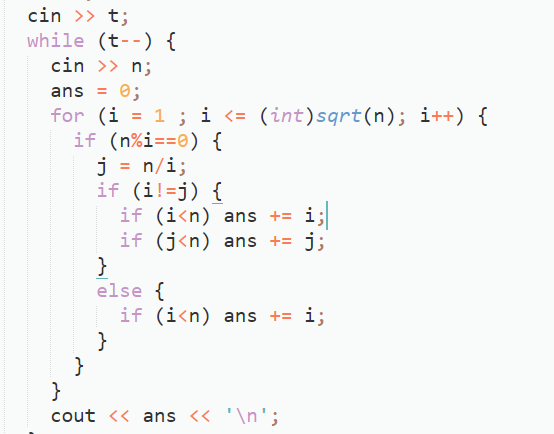 cin >> t;
while (t--) {
cin >> n;
ans = 0;
for (i = 1 ; i <= (int)sqrt(n); i++) {
if (n%i==0) {
j = n/i;
if (i!=j) {
if (i<n) ans += i;
if (j<n) ans += j;
}
else {
if (i<n) ans += i;
}
}
}
cout << ans << '\n';